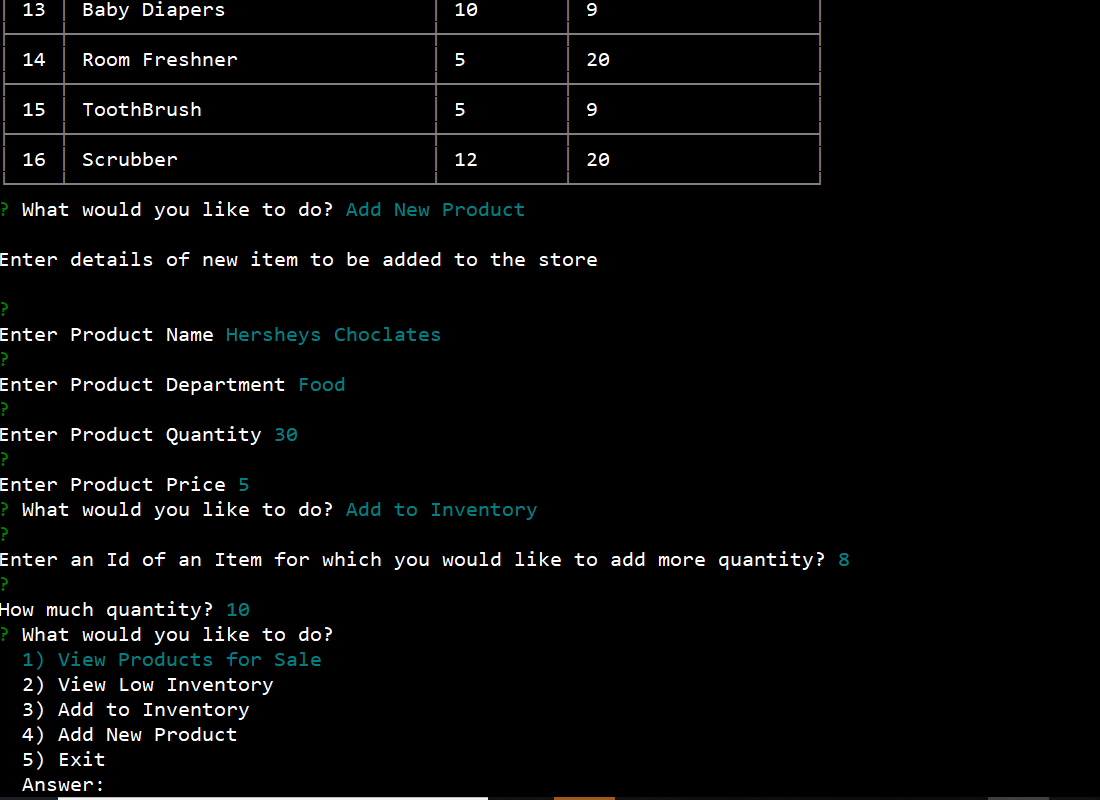 13 Baby Diapers 10 9
14 Room Freshner 5 20
15 ToothBrush 5 9
16 Scrubber 12 20
? What would you like to do? Add New Product
Enter details of new item to be added to the store
?
Enter Product Name Hersheys Choclates
?
Enter Product Department Food
?
Enter Product Quantity 30
?
Enter Product Price 5
? What would you like to do? Add to Inventory
?
Enter an Id of an Item for which you would like to add more quantity? 8
?
How much quantity? 10
? What would you like to do?
1) View Products for Sale
2) View Low Inventory
3) Add to Inventory
4) Add New Product
5) Exit
Answer: